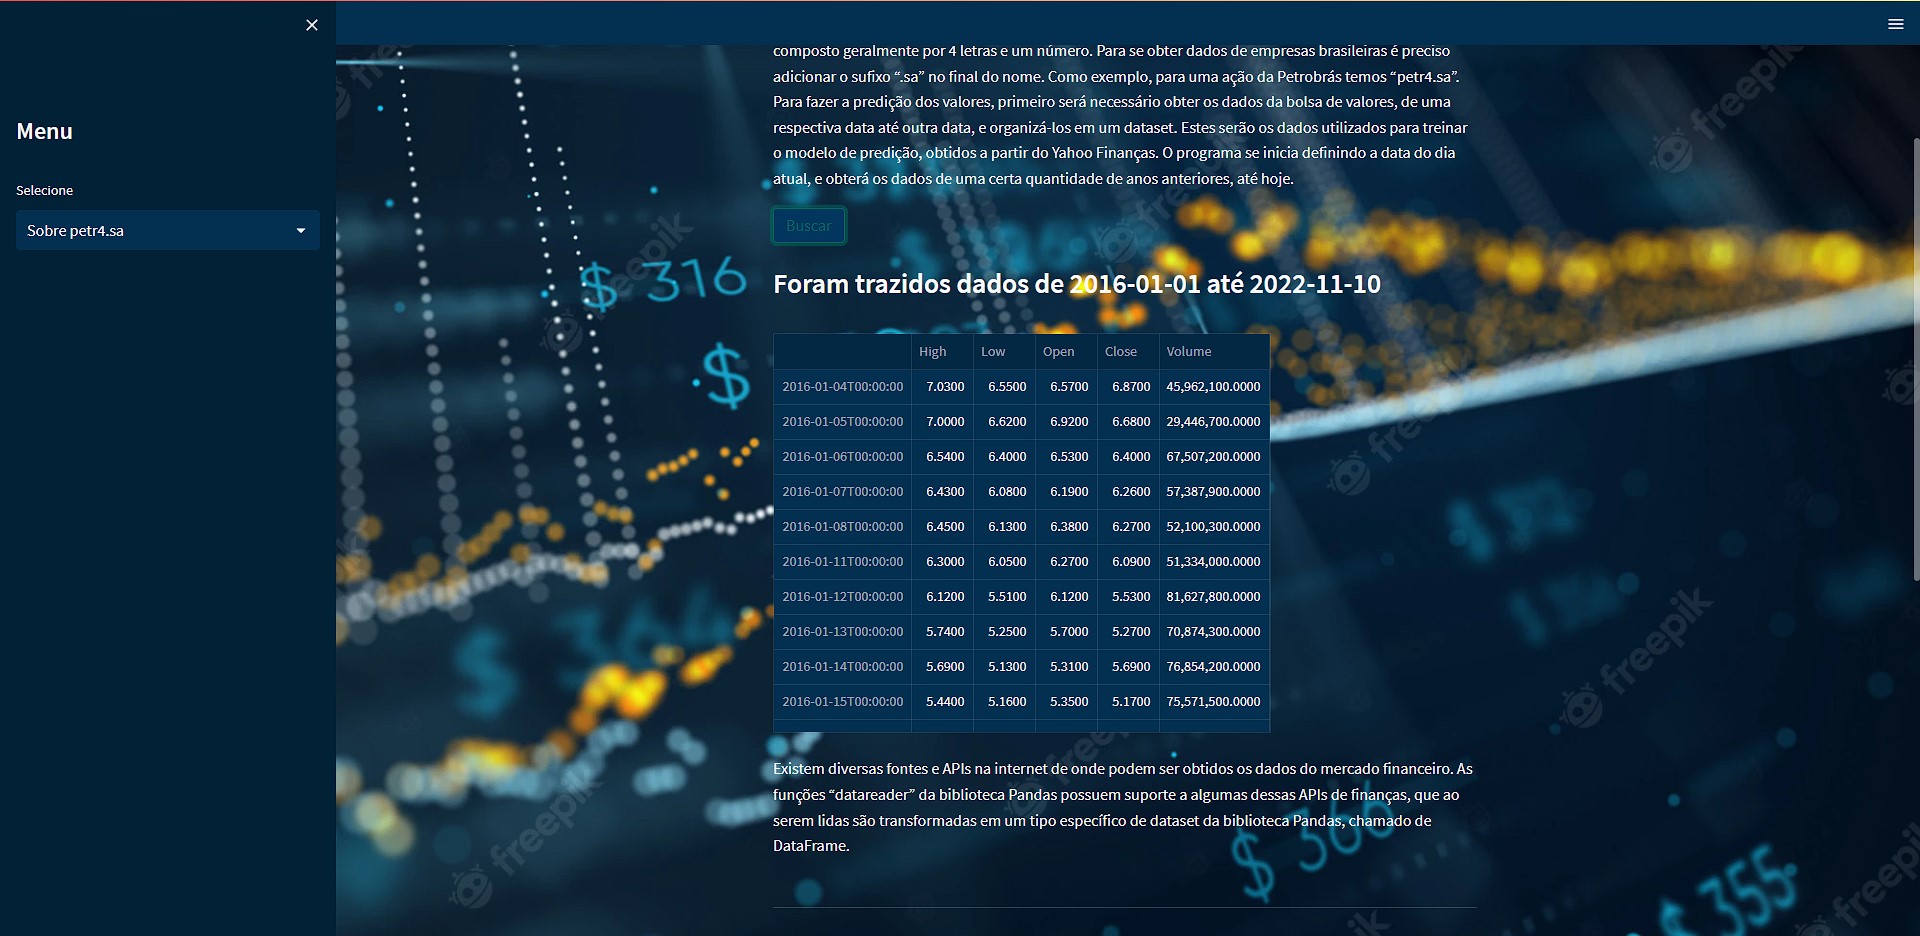 Menu
Selecione
Sobre petr4.sa
composto geralmente por 4 letras e um número. Para se obter dados de empresas brasileiras é preciso
adicionar o sufixo “.sa” no final do nome. Como exemplo, para uma ação da Petrobrás temos “petr4.sa”.
Para fazer a predição dos valores, primeiro será necessário obter os dados da bolsa de valores, de uma
respectiva data até outra data, e organizá-los em um dataset. Estes serão os dados utilizados para treinar
o modelo de predição, obtidos a partir do Yahoo Finanças. O programa se inicia definindo a data do dia
atual, e obterá os dados de uma certa quantidade de anos anteriores, até hoje.
Buscar
Foram trazidos dados de 2016-01-01 até 2022-11-10
High Low Open Close Volume
2016-01-04T00:00:00 7.0300 6.5500 6.5700 6.8700 45,962,100.0000
2016-01-05T00:00:00 7.0000 6.6200 6.9200 6.6800 29,446,700.0000
2016-01-06T00:00:00 6.5400 6.4000 6.5300 6.4000 67,507,200.0000
2016-01-07T00:00:00 6.4300 6.0800 6.1900 6.2600 57,387,900.0000
2016-01-08T00:00:00 6.4500 6.1300 6.3800 6.2700 52,100,300.0000
2016-01-11T00:00:00 6.3000 6.0500 6.2700 6.0900 51,334,000.0000
2016-01-12T00:00:00 6.1200 5.5100 6.1200 5.5300 81,627,800.0000
2016-01-13T00:00:00 5.7400 5.2500 5.7000 5.2700 70,874,300.0000
2016-01-14T00:00:00 5.6900 5.1300 5.3100 5.6900 76,854,200.0000
2016-01-15T00:00:00 5.4400 5.1600 5.3500 5.1700 75,571,500.0000
Existem diversas fontes e APIs na internet de onde podem ser obtidos os dados do mercado financeiro. As
funções “datareader” da biblioteca Pandas possuem suporte a algumas dessas APIs de finanças, que ao
serem lidas são transformadas em um tipo específico de dataset da biblioteca Pandas, chamado de
DataFrame.
$ 316
$
$ 364
$ 366
$ 355
freepik
freepik
freepik
freepik
freepik